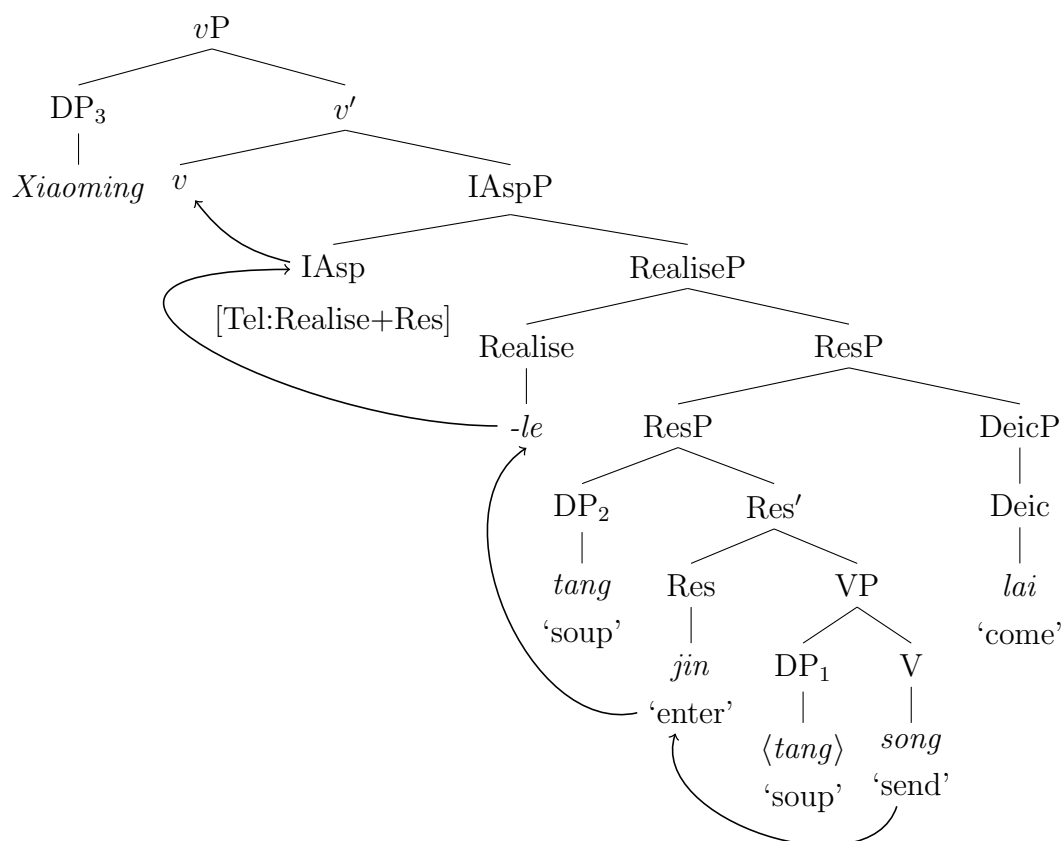 vP
DP₃ v′
Xiaoming v IAspP
IAsp RealiseP
[Tel:Realise+Res]
Realise ResP
-le ResP DeicP
DP₂ Res′ Deic
tang Res VP lai
‘soup’ ‘come’
jin DP₁ V
‘enter’
⟨tang⟩ song
‘soup’ ‘send’